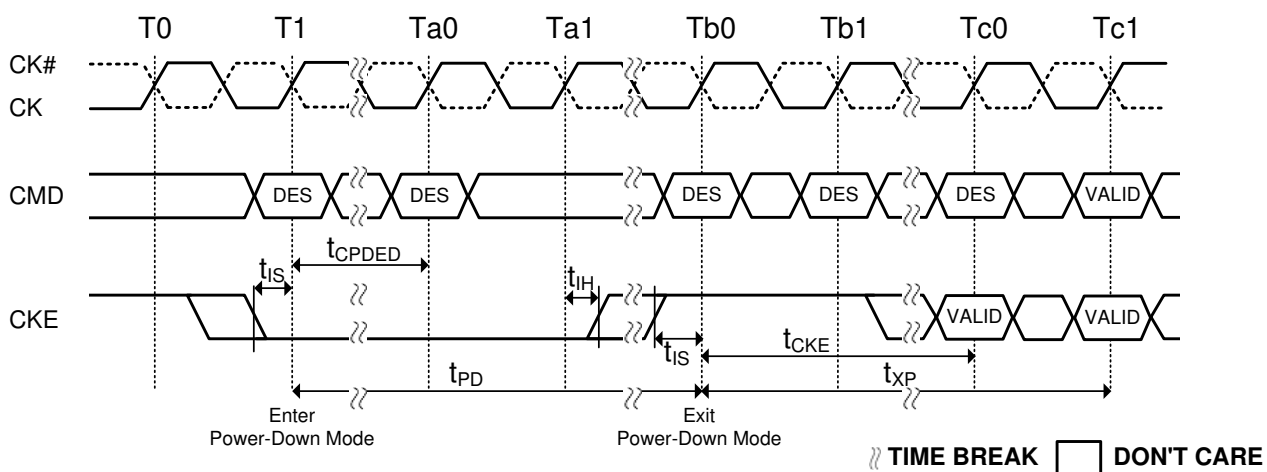 T0 T1 Ta0 Ta1 Tb0 Tb1 Tc0 Tc1
CK#
CK
CMD DES DES DES DES DES VALID
tCPDED
tIS tIH
CKE VALID VALID
tIS tCKE
tPD tXP
Enter Exit
Power-Down Mode Power-Down Mode
TIME BREAK DON'T CARE